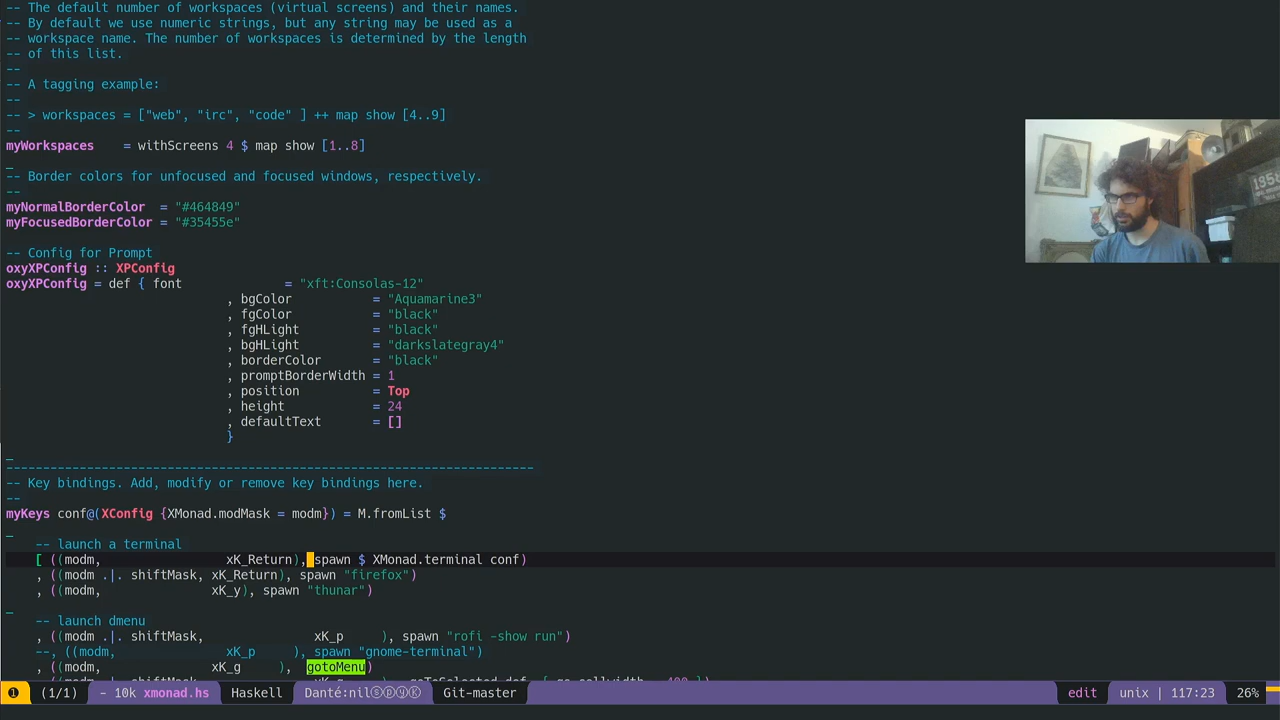 -- The default number of workspaces (virtual screens) and their names.
-- By default we use numeric strings, but any string may be used as a
-- workspace name. The number of workspaces is determined by the length
-- of this list.
--
-- A tagging example:
--
-- > workspaces = ["web", "irc", "code" ] ++ map show [4..9]
--
myWorkspaces    = withScreens 4 $ map show [1..8]
-- Border colors for unfocused and focused windows, respectively.
--
myNormalBorderColor  = "#464849"
myFocusedBorderColor = "#35455e"
-- Config for Prompt
oxyXPConfig :: XPConfig
oxyXPConfig = def { font              = "xft:Consolas-12"
, bgColor           = "Aquamarine3"
, fgColor           = "black"
, fgHLight          = "black"
, bgHLight          = "darkslategray4"
, borderColor       = "black"
, promptBorderWidth = 1
, position          = Top
, height            = 24
, defaultText       = []
}
------------------------------------------------------------------------
-- Key bindings. Add, modify or remove key bindings here.
--
myKeys conf@(XConfig {XMonad.modMask = modm}) = M.fromList $
-- launch a terminal
[ ((modm,                 xK_Return), spawn $ XMonad.terminal conf)
, ((modm .|. shiftMask, xK_Return), spawn "firefox")
, ((modm,               xK_y), spawn "thunar")
-- launch dmenu
, ((modm .|. shiftMask,               xK_p     ), spawn "rofi -show run")
--, ((modm,               xK_p     ), spawn "gnome-terminal")
, ((modm,               xK_g     ),  gotoMenu)
1958
❶ (1/1) - 10k xmonad.hs Haskell Danté:nilⓢⓟⓨⓀ Git-master edit unix | 117:23 26%